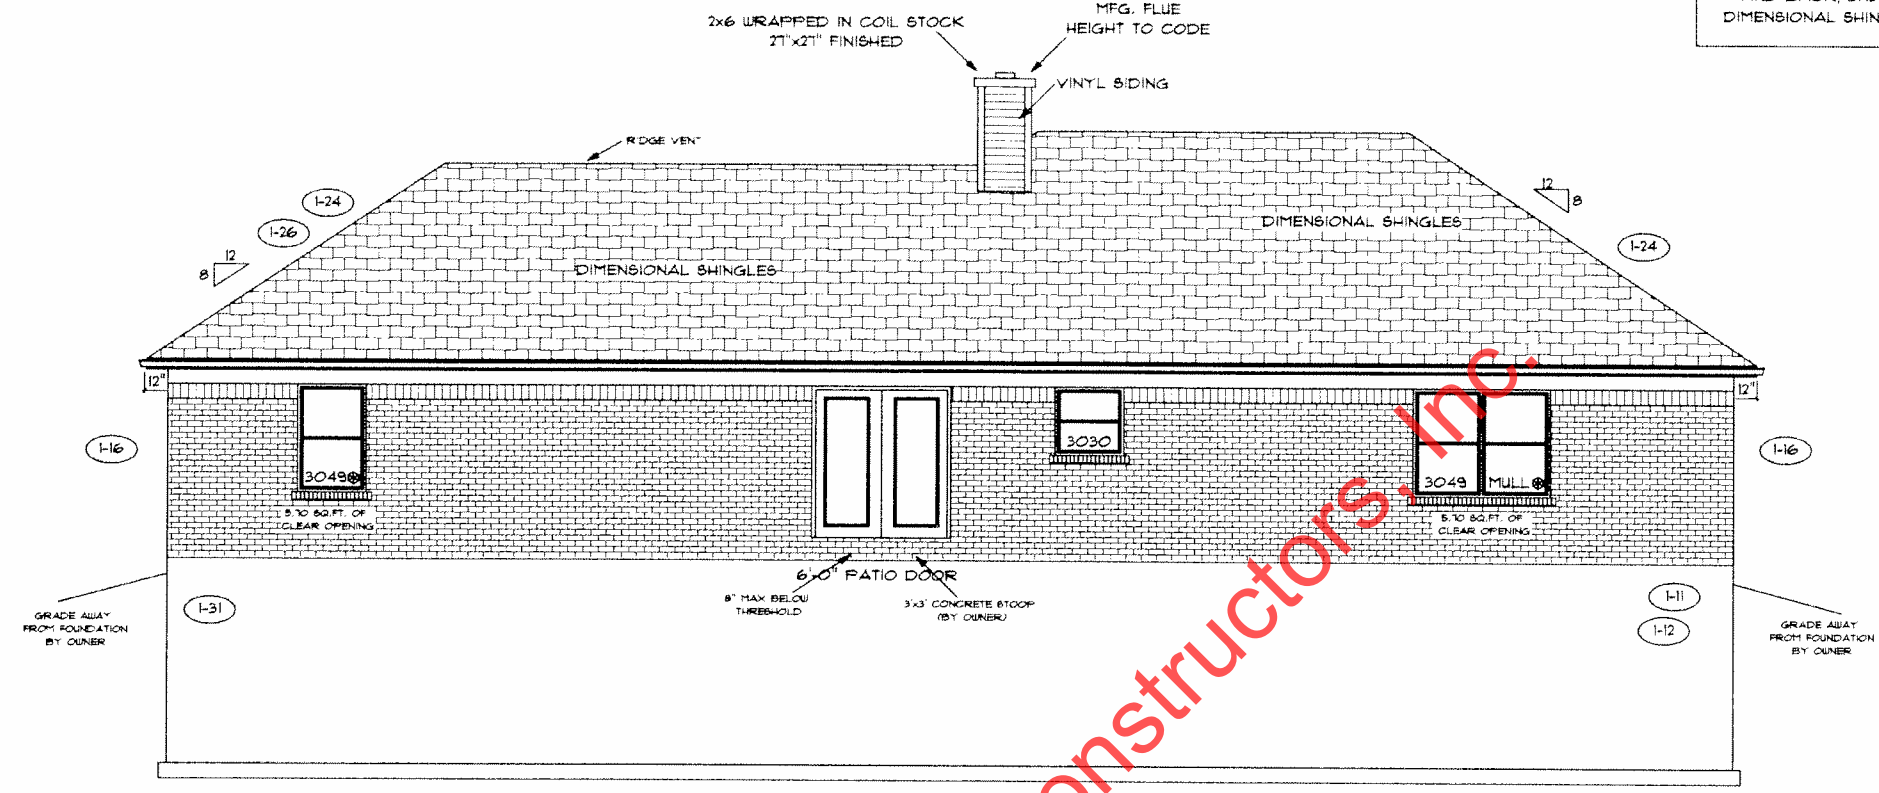 2x6 WRAPPED IN COIL STOCK
27"x27" FINISHED
MFG. FLUE
HEIGHT TO CODE
DIMENSIONAL SHIN
VINYL SIDING
RIDGE VENT
1-24
1-26
12
8
12
8
1-24
DIMENSIONAL SHINGLES
DIMENSIONAL SHINGLES
12"
12"
1-16
1-16
3049
3030
3049 MULL
5.70 SQ.FT. OF
CLEAR OPENING
5.70 SQ.FT. OF
CLEAR OPENING
6'-0" PATIO DOOR
8" MAX BELOW
THRESHOLD
3'x3' CONCRETE STOOP
(BY OWNER)
GRADE AWAY
FROM FOUNDATION
BY OWNER
1-31
1-11
1-12
GRADE AWAY
FROM FOUNDATION
BY OWNER
onstructors, Inc.